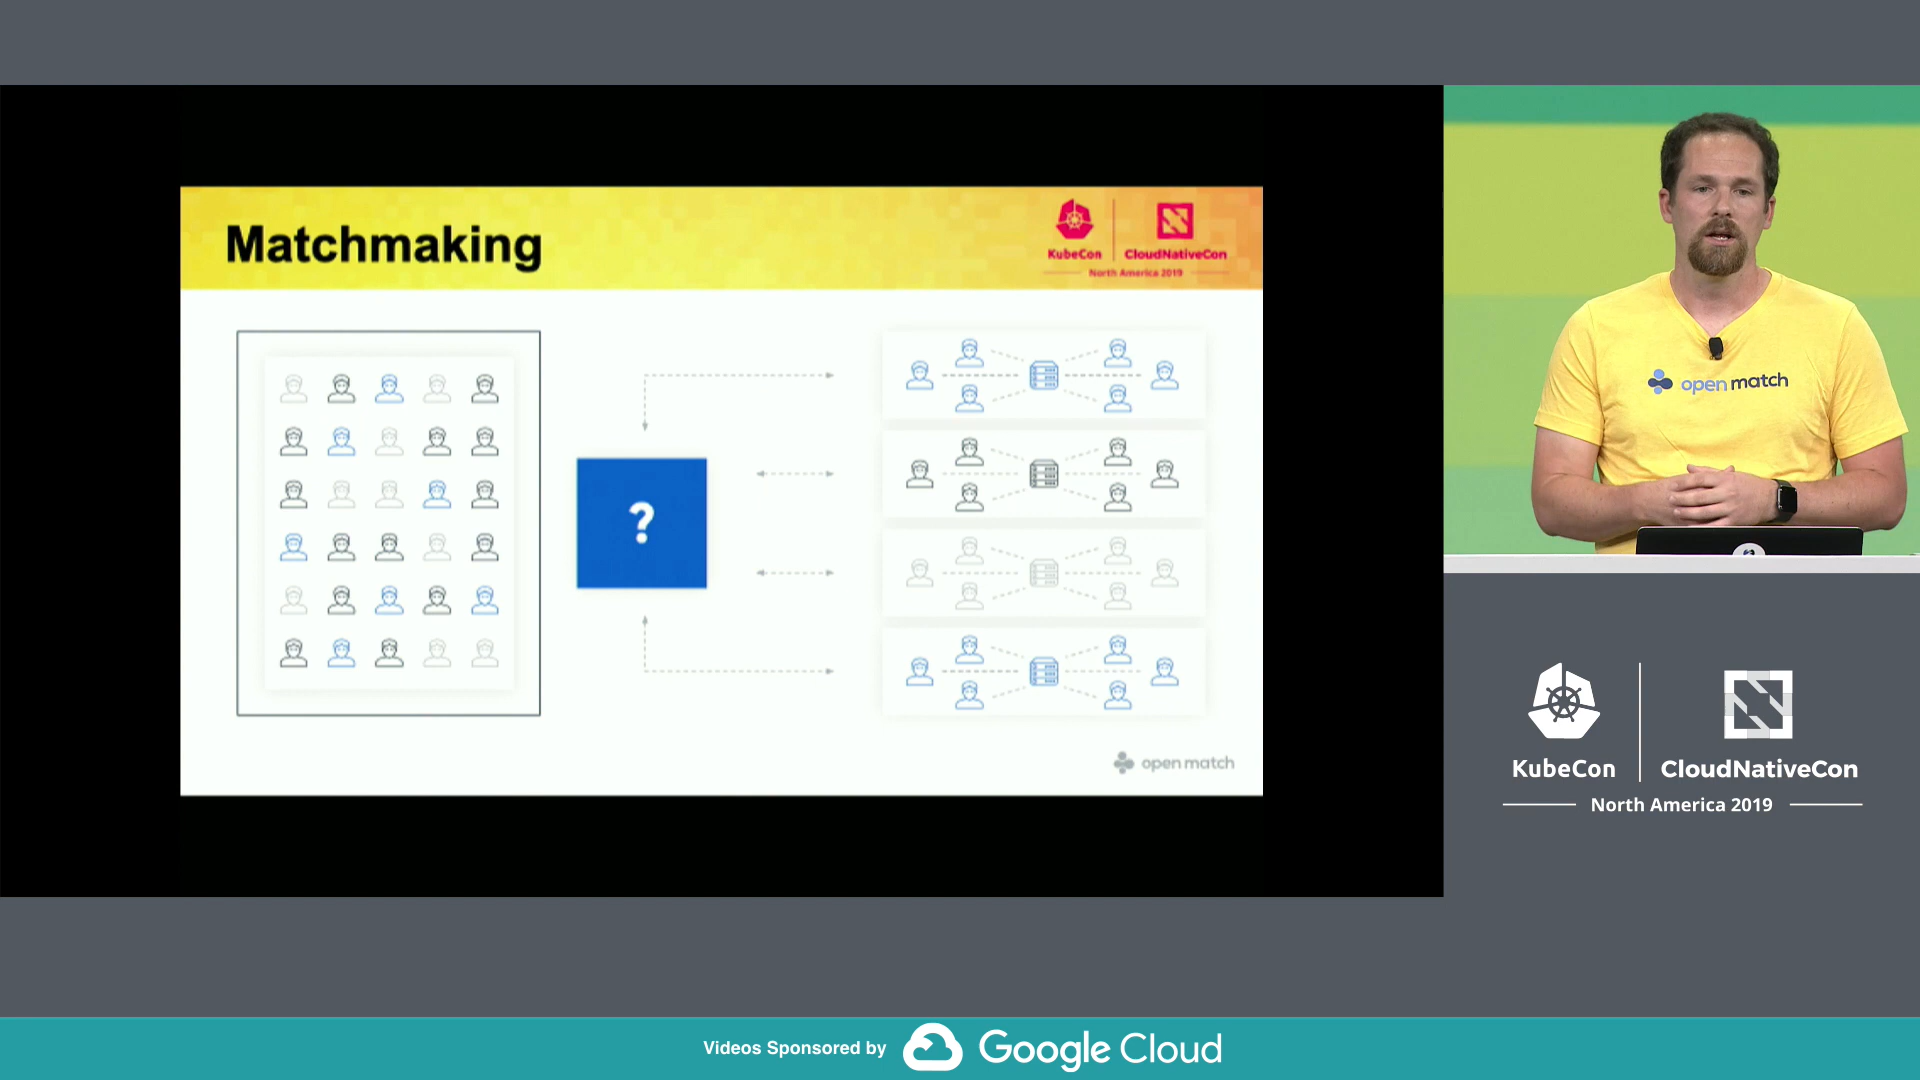 Matchmaking
KubeCon
CloudNativeCon
North America 2019
?
open match
open match
KubeCon
CloudNativeCon
North America 2019
Videos Sponsored by
Google Cloud